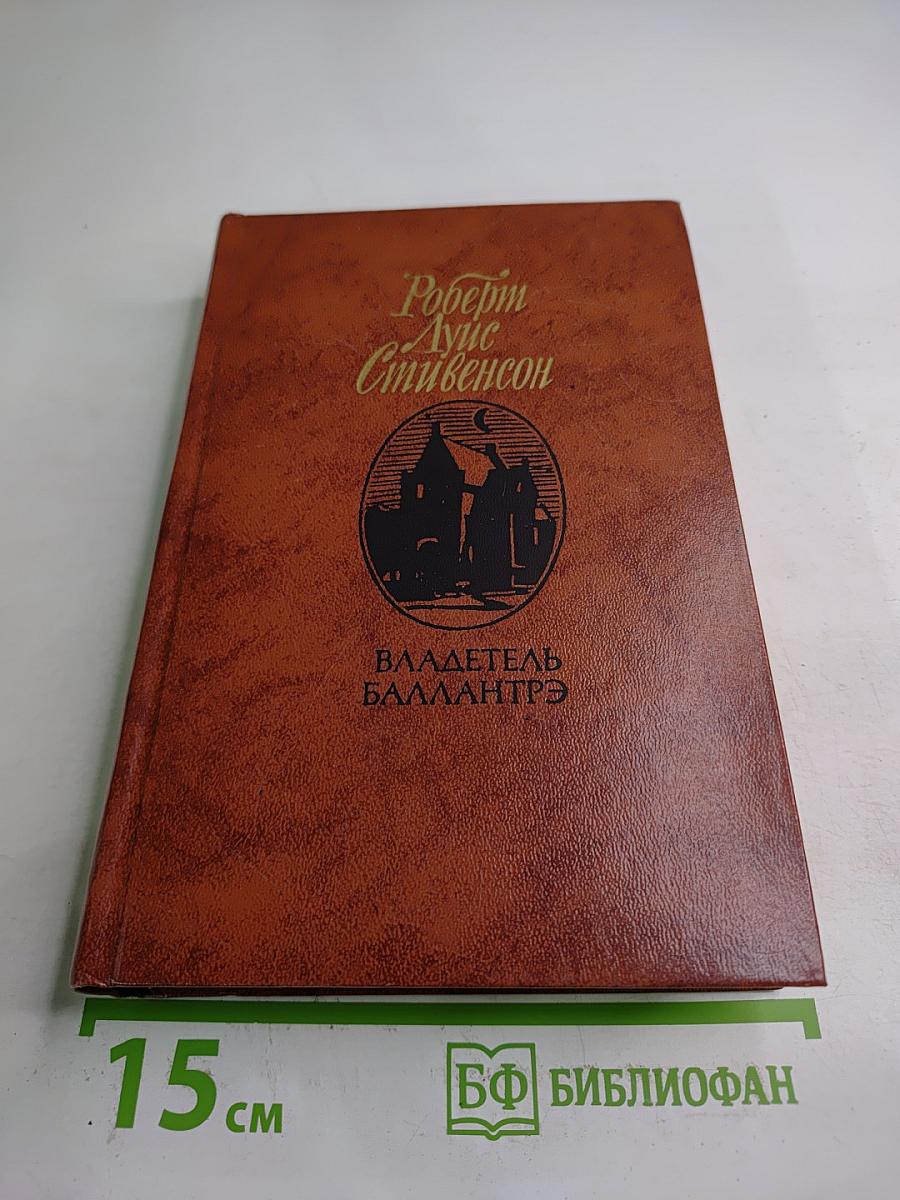 Роберт
Луис
Стивенсон
ВЛАДЕТЕЛЬ
БАЛЛАНТРЭ
15 см
БФ БИБЛИОФАН